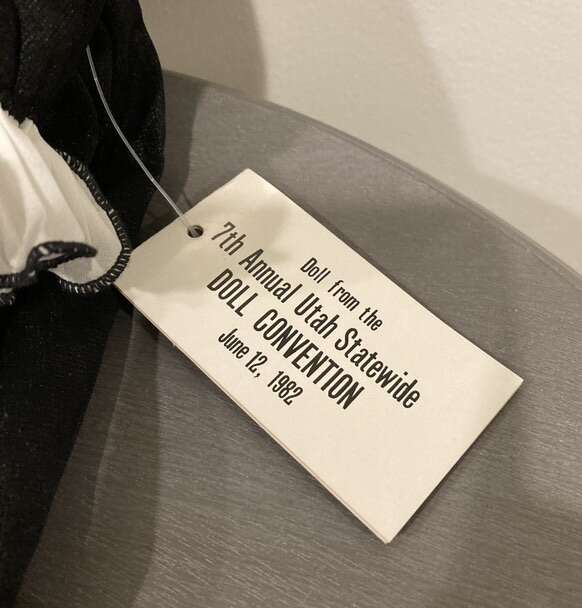 Doll from the
7th Annual Utah Statewide
DOLL CONVENTION
June 12, 1982